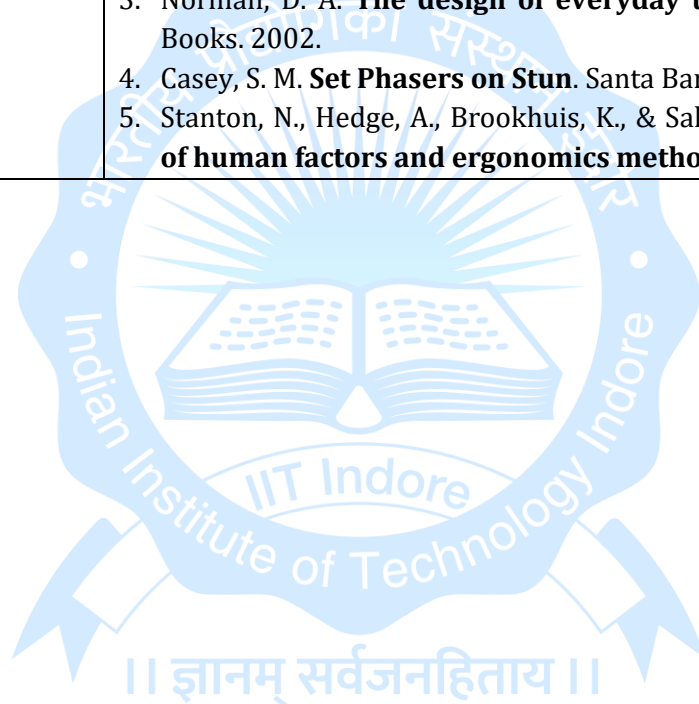 3. Norman, D. A. The design of everyday t
Books. 2002.
4. Casey, S. M. Set Phasers on Stun. Santa Bar
5. Stanton, N., Hedge, A., Brookhuis, K., & Sal
of human factors and ergonomics metho
भारतीय प्रौद्योगिकी संस्थान इंदौर
Indian Institute of Technology Indore
IIT Indore
।। ज्ञानम् सर्वजनहिताय ।।